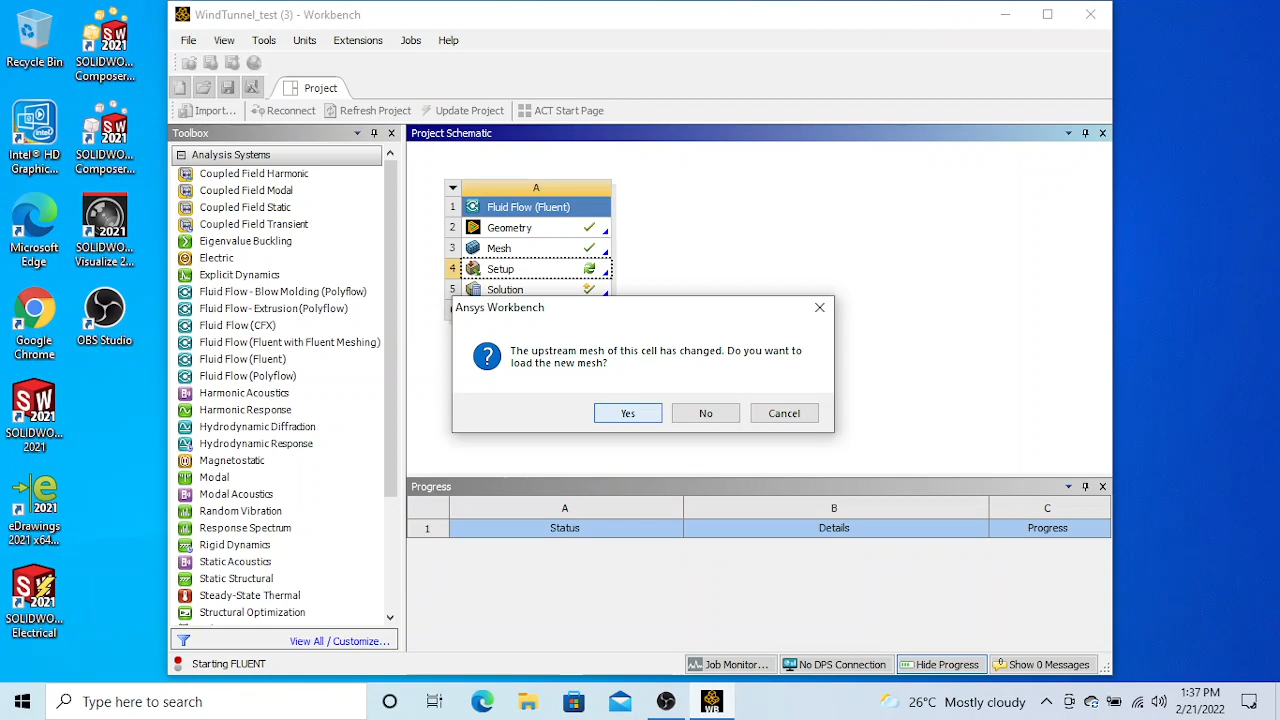 Recycle Bin
SOLIDWO...
Composer...
Intel® HD
Graphic...
SOLIDWO...
Composer...
Microsoft
Edge
SOLIDWO...
Visualize 2...
Google
Chrome
OBS Studio
SOLIDWO...
2021
eDrawings
2021 x64...
SOLIDWO...
Electrical
WindTunnel_test (3) - Workbench
File View Tools Units Extensions Jobs Help
Project
Import... Reconnect Refresh Project Update Project ACT Start Page
Toolbox
Analysis Systems
Coupled Field Harmonic
Coupled Field Modal
Coupled Field Static
Coupled Field Transient
Eigenvalue Buckling
Electric
Explicit Dynamics
Fluid Flow - Blow Molding (Polyflow)
Fluid Flow- Extrusion (Polyflow)
Fluid Flow (CFX)
Fluid Flow (Fluent with Fluent Meshing)
Fluid Flow (Fluent)
Fluid Flow (Polyflow)
Harmonic Acoustics
Harmonic Response
Hydrodynamic Diffraction
Hydrodynamic Response
Magnetostatic
Modal
Modal Acoustics
Random Vibration
Response Spectrum
Rigid Dynamics
Static Acoustics
Static Structural
Steady-State Thermal
Structural Optimization
View All / Customize...
Project Schematic
A
1 Fluid Flow (Fluent)
2 Geometry
3 Mesh
4 Setup
5 Solution
Ansys Workbench
The upstream mesh of this cell has changed. Do you want to
load the new mesh?
Yes No Cancel
Progress
A B C
1 Status Details Progress
Starting FLUENT
Job Monitor... No DPS Connection Hide Progress Show 0 Messages
Type here to search
WB
26°C Mostly cloudy
1:37 PM
2/21/2022